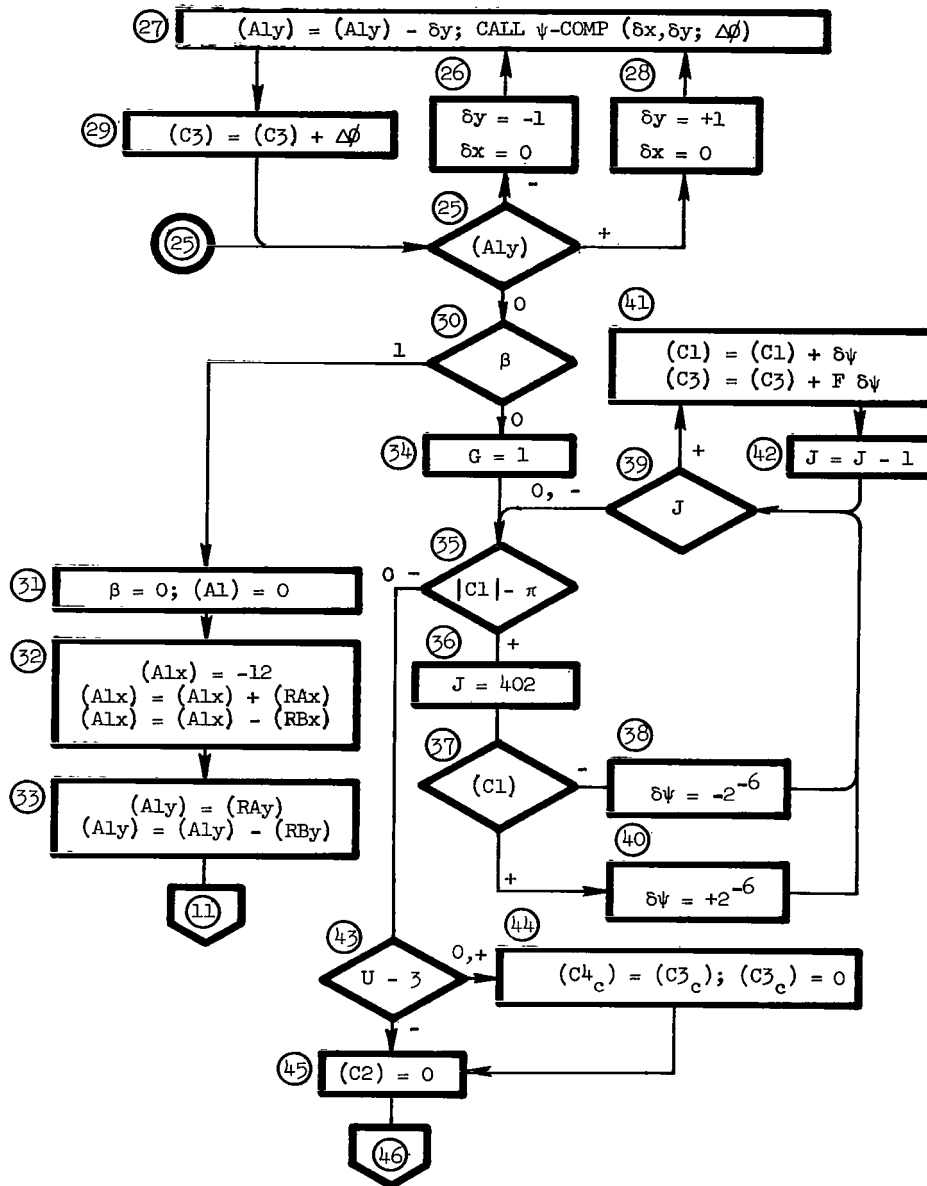 27
(Aly) = (Aly) - δy; CALL ψ-COMP (δx,δy; Δø)
26
28
29
(C3) = (C3) + Δø
δy = -1
δx = 0
δy = +1
δx = 0
-
25
25
(Aly)
+
0
30
41
1
β
(C1) = (C1) + δψ
(C3) = (C3) + F δψ
0
34
G = 1
39
+
42
J = J - 1
0, -
J
35
0 -
|C1| - π
31
β = 0; (A1) = 0
36
+
J = 402
32
(Alx) = -12
(Alx) = (Alx) + (RAx)
(Alx) = (Alx) - (RBx)
37
(C1)
-
38
δψ = -2⁻⁶
33
(Aly) = (RAy)
(Aly) = (Aly) - (RBy)
40
+
δψ = +2⁻⁶
11
43
44
0,+
U - 3
(C4_c) = (C3_c); (C3_c) = 0
-
45
(C2) = 0
46